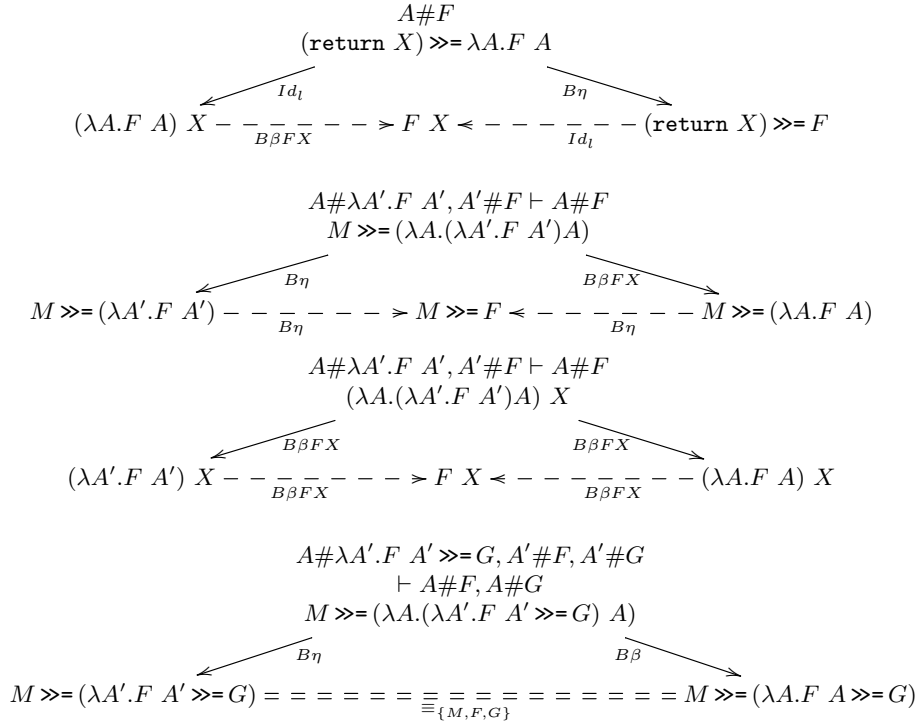 A#F
(return X) ≫= λA.F A
Id_l Bη
(λA.F A) X F X (return X) ≫= F
BβFX Id_l
A#λA′.F A′, A′#F ⊢ A#F
M ≫= (λA.(λA′.F A′)A)
Bη BβFX
M ≫= (λA′.F A′) M ≫= F M ≫= (λA.F A)
Bη Bη
A#λA′.F A′, A′#F ⊢ A#F
(λA.(λA′.F A′)A) X
BβFX BβFX
(λA′.F A′) X F X (λA.F A) X
BβFX BβFX
A#λA′.F A′ ≫= G, A′#F, A′#G
⊢ A#F, A#G
M ≫= (λA.(λA′.F A′ ≫= G) A)
Bη Bβ
M ≫= (λA′.F A′ ≫= G) M ≫= (λA.F A ≫= G)
≡_{M,F,G}